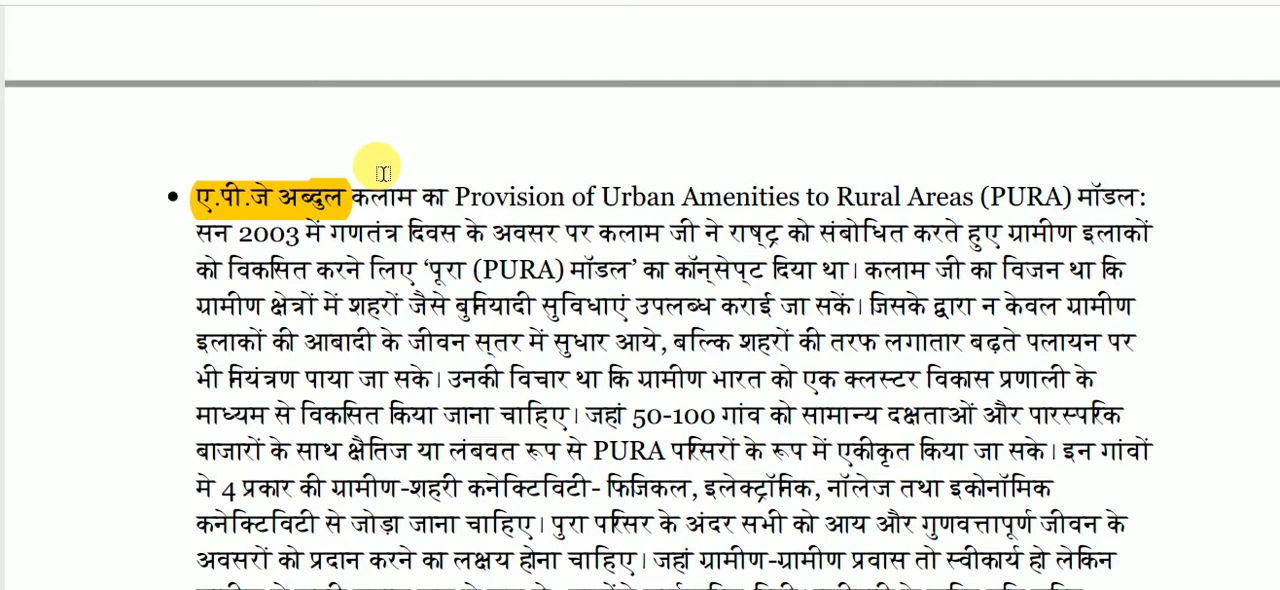 • ए.पी.जे अब्दुल कलाम का Provision of Urban Amenities to Rural Areas (PURA) मॉडल:
सन 2003 में गणतंत्र दिवस के अवसर पर कलाम जी ने राष्ट्र को संबोधित करते हुए ग्रामीण इलाकों
को विकसित करने लिए ‘पूरा (PURA) मॉडल’ का कॉन्सेप्ट दिया था। कलाम जी का विजन था कि
ग्रामीण क्षेत्रों में शहरों जैसे बुनियादी सुविधाएं उपलब्ध कराई जा सकें। जिसके द्वारा न केवल ग्रामीण
इलाकों की आबादी के जीवन स्तर में सुधार आये, बल्कि शहरों की तरफ लगातार बढ़ते पलायन पर
भी नियंत्रण पाया जा सके। उनकी विचार था कि ग्रामीण भारत को एक क्लस्टर विकास प्रणाली के
माध्यम से विकसित किया जाना चाहिए। जहां 50-100 गांव को सामान्य दक्षताओं और पारस्परिक
बाजारों के साथ क्षैतिज या लंबवत रूप से PURA परिसरों के रूप में एकीकृत किया जा सके। इन गांवों
मे 4 प्रकार की ग्रामीण-शहरी कनेक्टिविटी- फिजिकल, इलेक्ट्रॉनिक, नॉलेज तथा इकोनॉमिक
कनेक्टिविटी से जोड़ा जाना चाहिए। पुरा परिसर के अंदर सभी को आय और गुणवत्तापूर्ण जीवन के
अवसरों को प्रदान करने का लक्षय होना चाहिए। जहां ग्रामीण-ग्रामीण प्रवास तो स्वीकार्य हो लेकिन